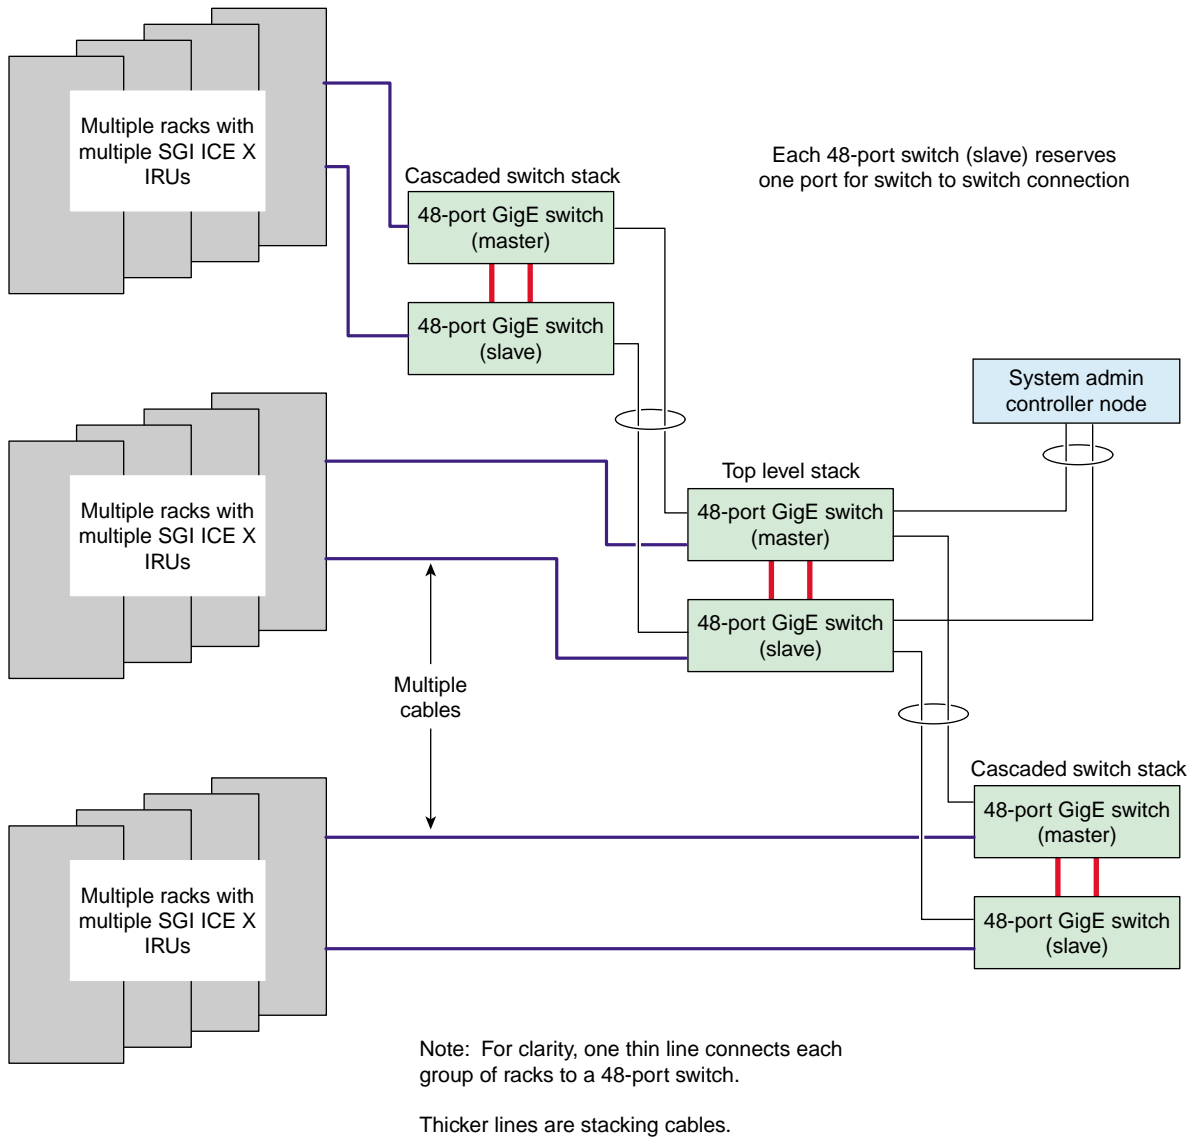 Multiple racks with
multiple SGI ICE X
IRUs
Each 48-port switch (slave) reserves
one port for switch to switch connection
Cascaded switch stack
48-port GigE switch
(master)
48-port GigE switch
(slave)
System admin
controller node
Multiple racks with
multiple SGI ICE X
IRUs
Top level stack
48-port GigE switch
(master)
48-port GigE switch
(slave)
Multiple
cables
Cascaded switch stack
48-port GigE switch
(master)
48-port GigE switch
(slave)
Multiple racks with
multiple SGI ICE X
IRUs
Note:  For clarity, one thin line connects each
group of racks to a 48-port switch.
Thicker lines are stacking cables.